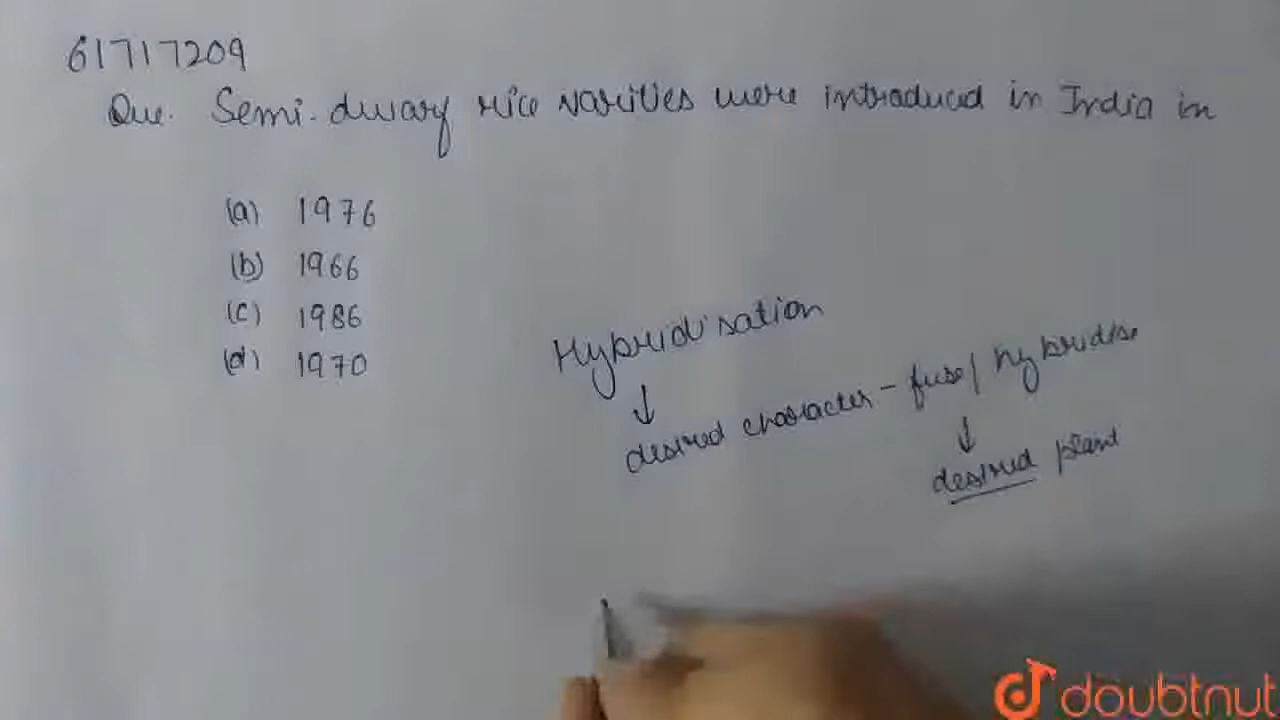 61717209
Que. Semi-dwarf rice varities were introduced in India in
(a) 1976
(b) 1966
(c) 1986
(d) 1970
Hybridisation
↓
desired character - fuse/ hybridise
↓
desired plant
doubtnut